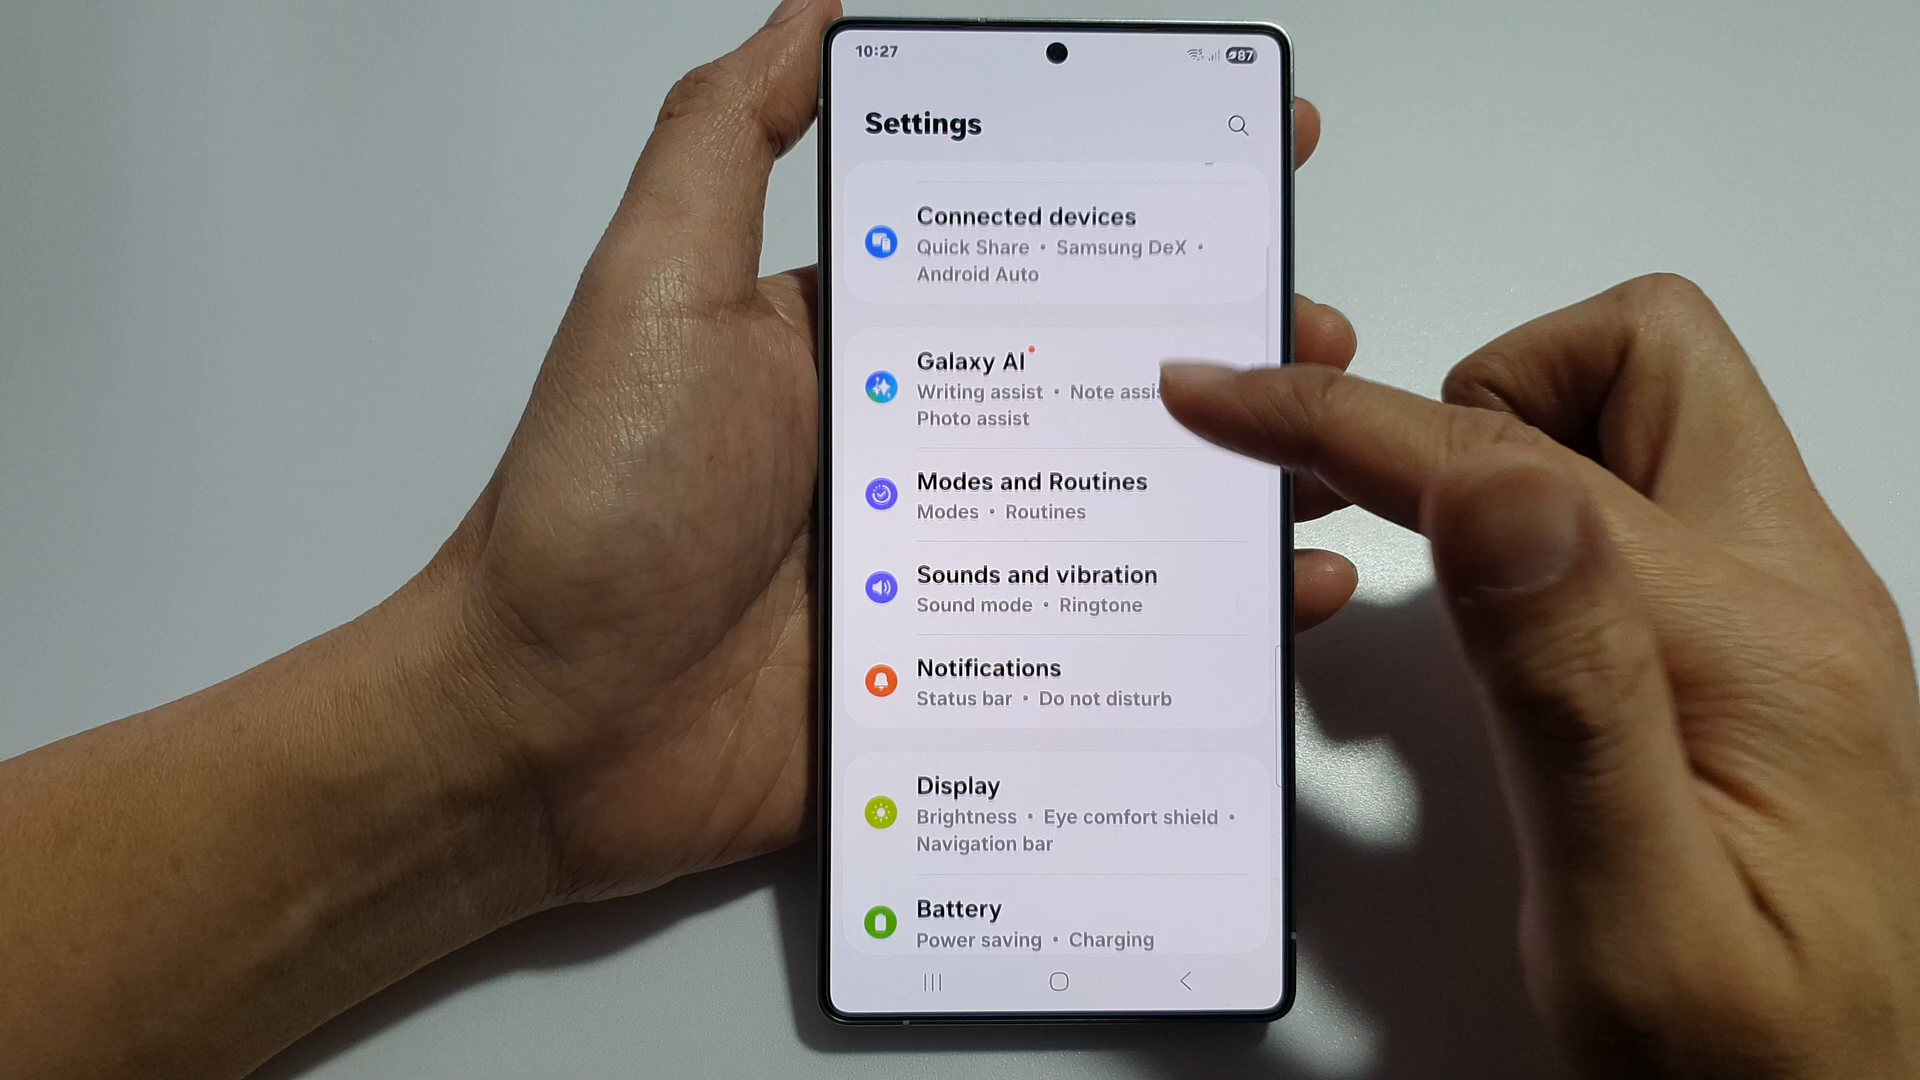 10:27
87
Settings
Connected devices
Quick Share • Samsung DeX •
Android Auto
Galaxy AI
Writing assist • Note assis
Photo assist
Modes and Routines
Modes • Routines
Sounds and vibration
Sound mode • Ringtone
Notifications
Status bar • Do not disturb
Display
Brightness • Eye comfort shield •
Navigation bar
Battery
Power saving • Charging